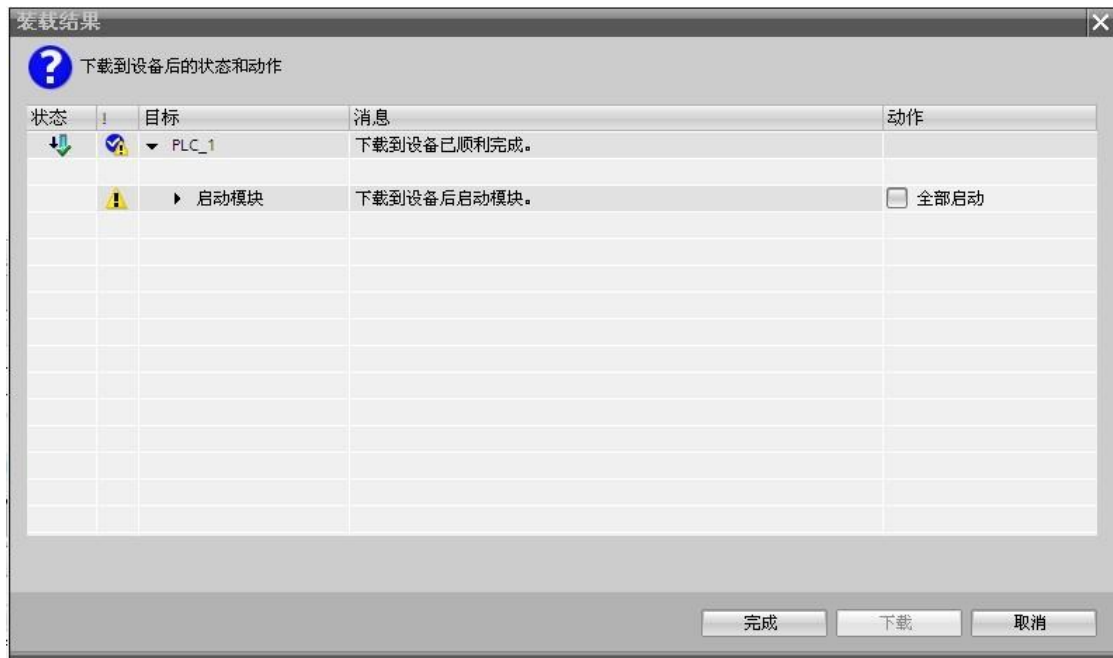 装载结果
下载到设备后的状态和动作
状态 ! 目标 消息 动作
PLC_1 下载到设备已顺利完成。
启动模块 下载到设备后启动模块。 全部启动
完成 下载 取消